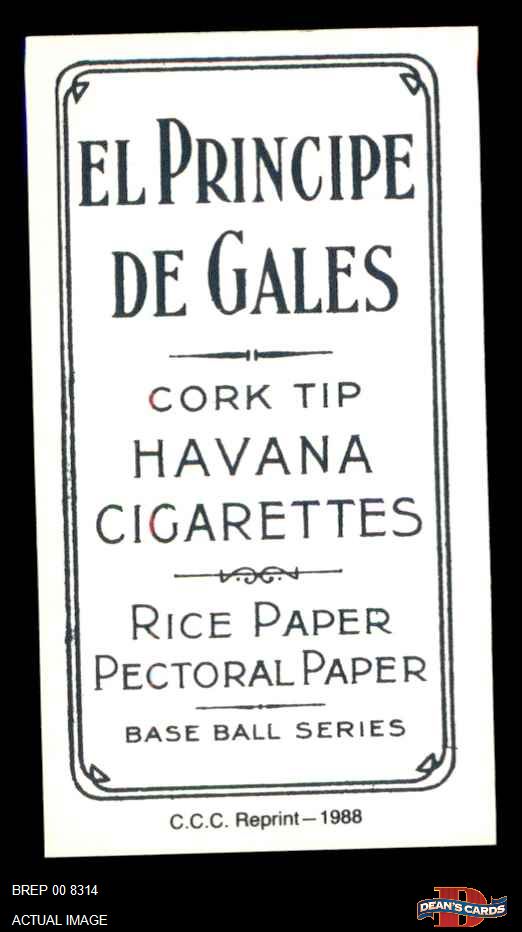 EL PRINCIPE
DE GALES
CORK TIP
HAVANA
CIGARETTES
RICE PAPER
PECTORAL PAPER
BASE BALL SERIES
C.C.C. Reprint—1988
BREP 00 8314
ACTUAL IMAGE
D
DEAN'S CARDS